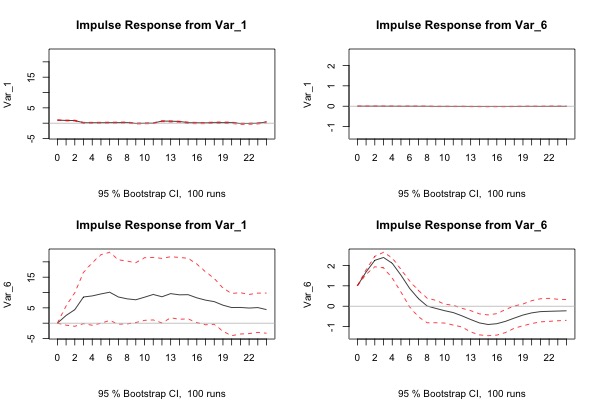 Impulse Response from Var_1
Var_1
-5 5 15
0 2 4 6 8 10 13 16 19 22
95 % Bootstrap CI, 100 runs
Impulse Response from Var_6
Var_1
-1 0 1 2
0 2 4 6 8 10 13 16 19 22
95 % Bootstrap CI, 100 runs
Impulse Response from Var_1
Var_6
-5 5 15
0 2 4 6 8 10 13 16 19 22
95 % Bootstrap CI, 100 runs
Impulse Response from Var_6
Var_6
-1 0 1 2
0 2 4 6 8 10 13 16 19 22
95 % Bootstrap CI, 100 runs